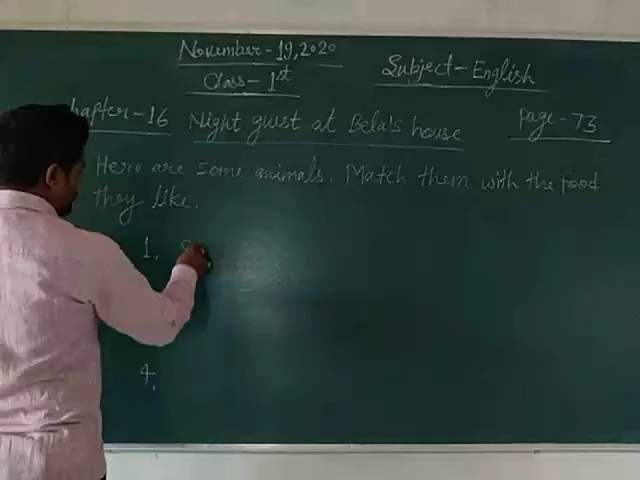 November-19,2020
Class-1st
Subject-English
hapter-16 Night guest at Bela's house Page-73
Here are some animals. Match them with the food
they like.
1. S
4.